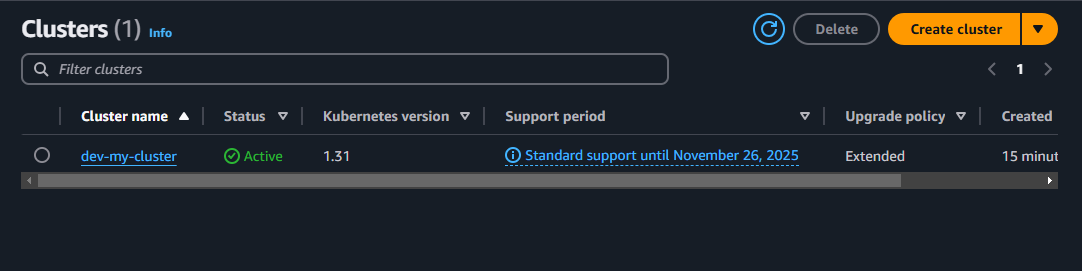 Clusters (1) Info
Delete
Create cluster
Filter clusters
1
Cluster name Status Kubernetes version Support period Upgrade policy Created
dev-my-cluster Active 1.31 Standard support until November 26, 2025 Extended 15 minut